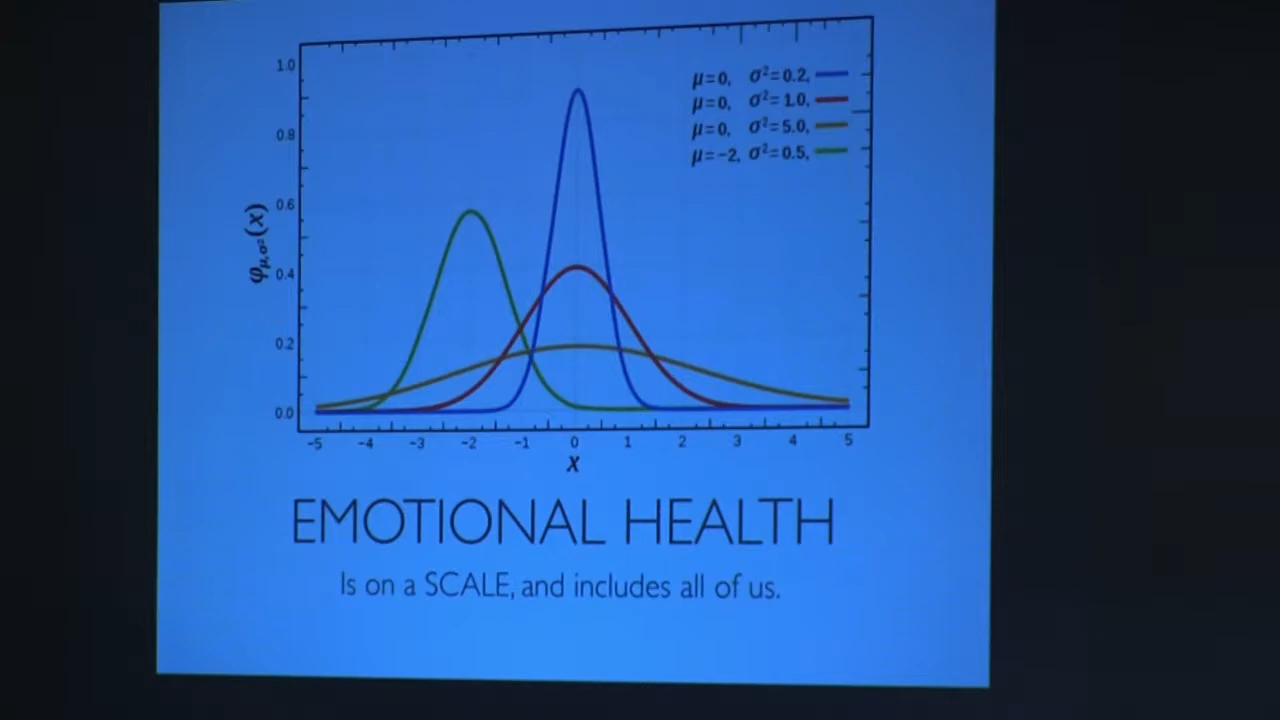 1.0
0.8
0.6
0.4
0.2
0.0
φμ,σ²(x)
μ=0, σ²=0.2,
μ=0, σ²=1.0,
μ=0, σ²=5.0,
μ=-2, σ²=0.5,
-5 -4 -3 -2 -1 0 1 2 3 4 5
x
EMOTIONAL HEALTH
Is on a SCALE, and includes all of us.